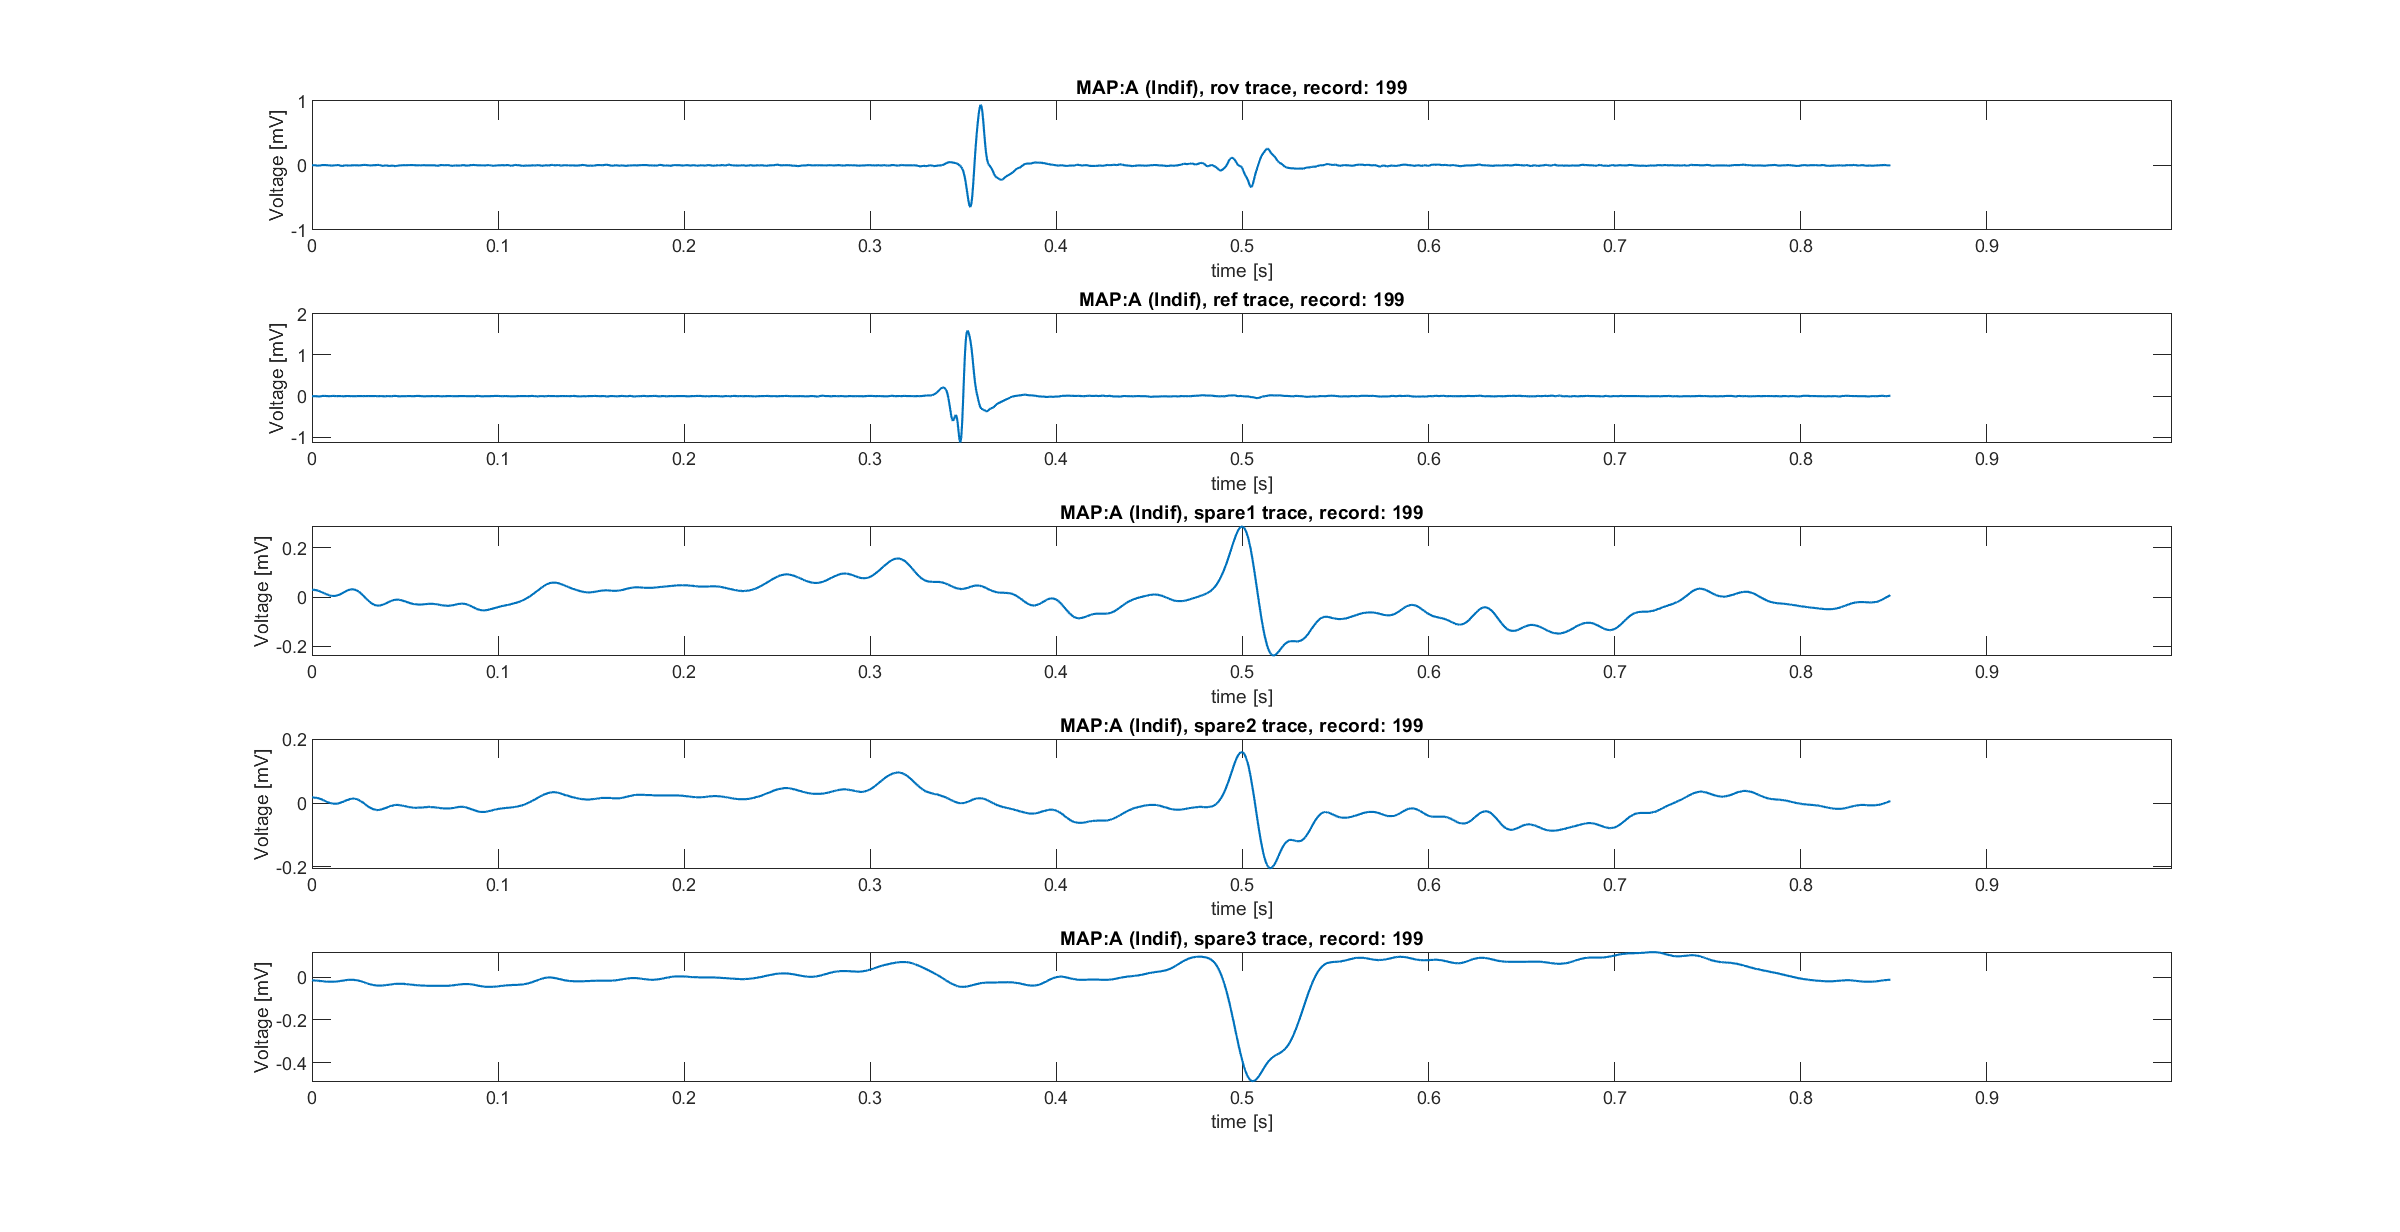 MAP:A (Indif), rov trace, record: 199
Voltage [mV]
1
0
-1
0 0.1 0.2 0.3 0.4 0.5 0.6 0.7 0.8 0.9
time [s]
MAP:A (Indif), ref trace, record: 199
Voltage [mV]
2
1
0
-1
0 0.1 0.2 0.3 0.4 0.5 0.6 0.7 0.8 0.9
time [s]
MAP:A (Indif), spare1 trace, record: 199
Voltage [mV]
0.2
0
-0.2
0 0.1 0.2 0.3 0.4 0.5 0.6 0.7 0.8 0.9
time [s]
MAP:A (Indif), spare2 trace, record: 199
Voltage [mV]
0.2
0
-0.2
0 0.1 0.2 0.3 0.4 0.5 0.6 0.7 0.8 0.9
time [s]
MAP:A (Indif), spare3 trace, record: 199
Voltage [mV]
0
-0.2
-0.4
0 0.1 0.2 0.3 0.4 0.5 0.6 0.7 0.8 0.9
time [s]